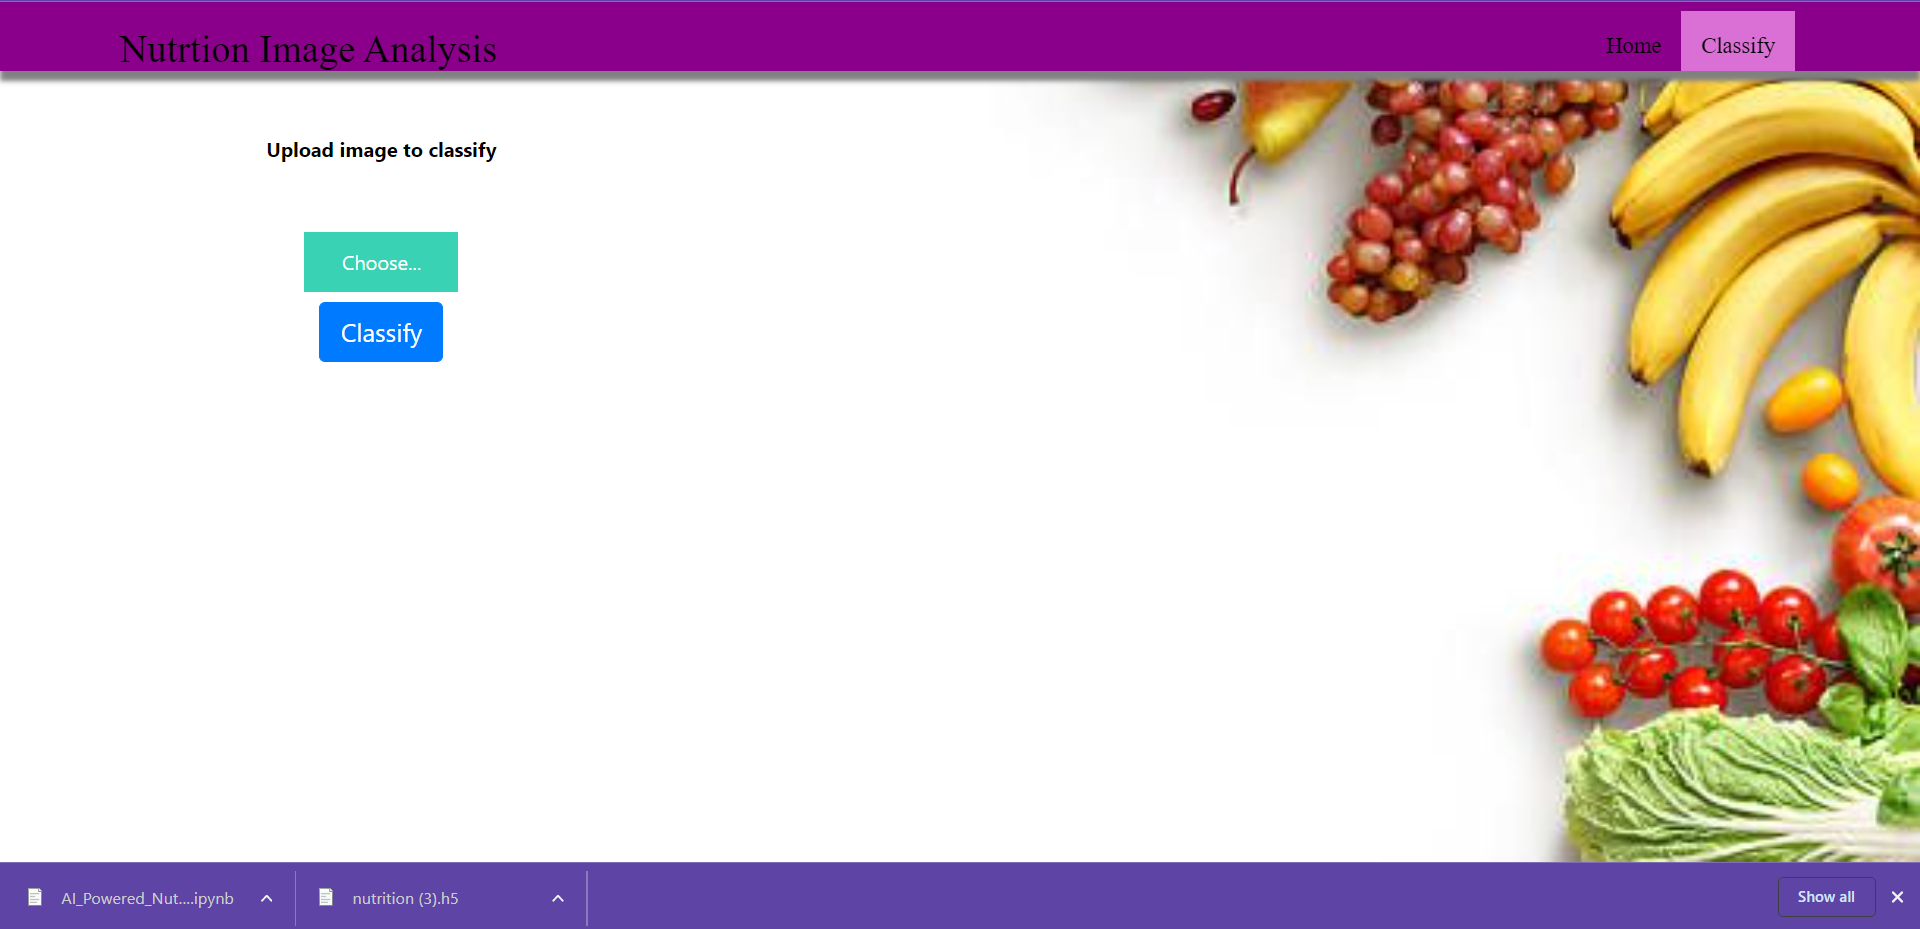 Nutrtion Image Analysis
Home
Classify
Upload image to classify
Choose...
Classify
AI_Powered_Nut....ipynb
nutrition (3).h5
Show all